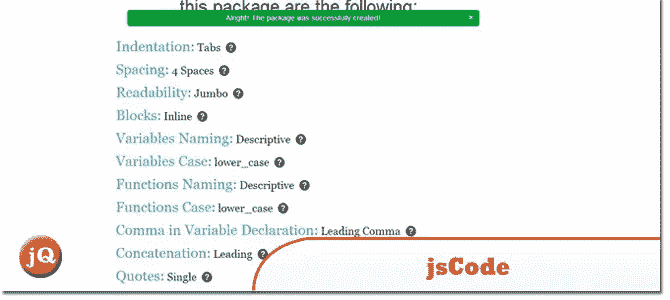 this package are the following:
Alright! The package was successfully created! ×
Indentation: Tabs ?
Spacing: 4 Spaces ?
Readability: Jumbo ?
Blocks: Inline ?
Variables Naming: Descriptive ?
Variables Case: lower_case ?
Functions Naming: Descriptive ?
Functions Case: lower_case ?
Comma in Variable Declaration: Leading Comma ?
Concatenation: Leading ?
Quotes: Single ?
jQ
jsCode